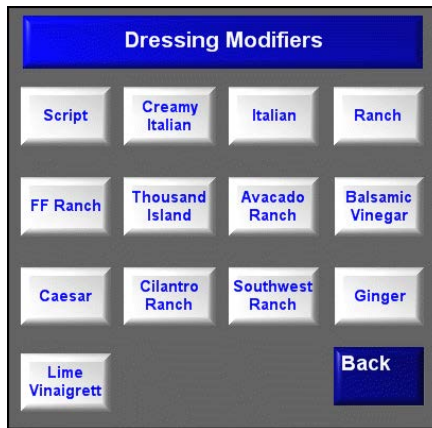 Dressing Modifiers
Script
Creamy
Italian
Italian
Ranch
FF Ranch
Thousand
Island
Avacado
Ranch
Balsamic
Vinegar
Caesar
Cilantro
Ranch
Southwest
Ranch
Ginger
Lime
Vinaigrett
Back